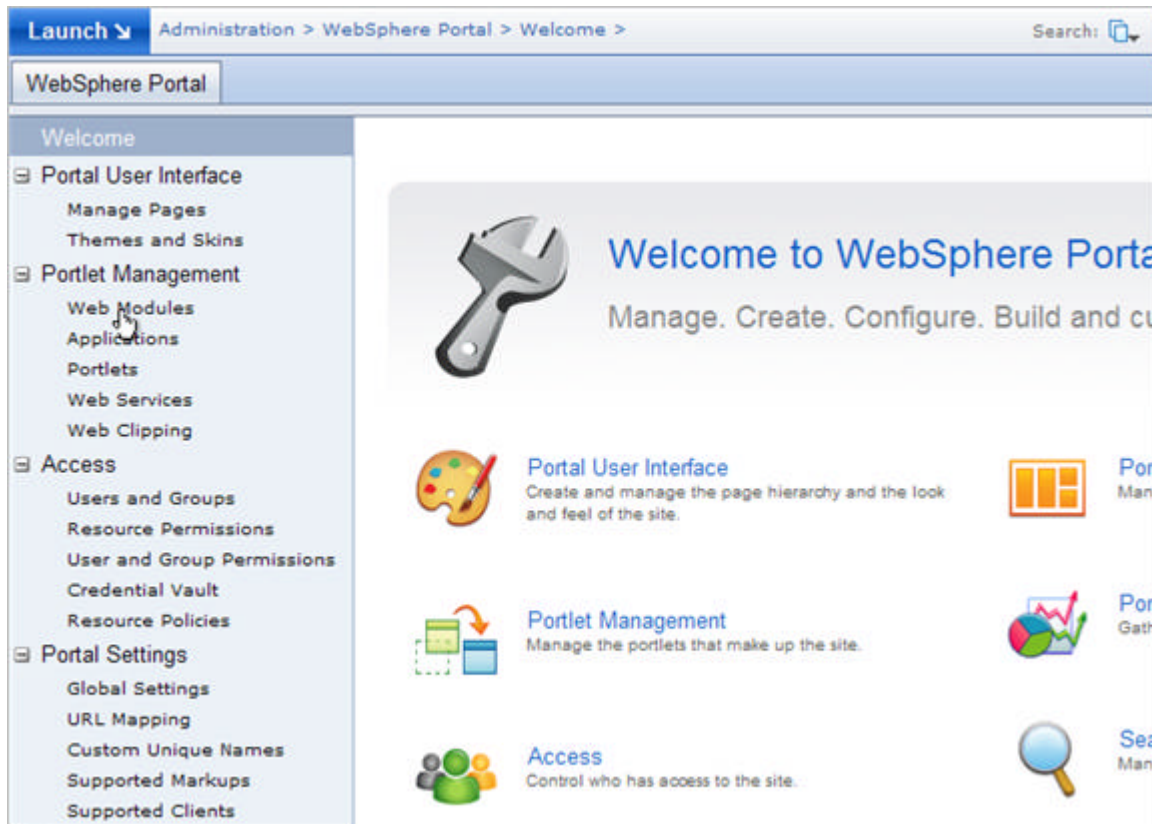 Launch
Administration > WebSphere Portal > Welcome >
Search:
WebSphere Portal
Welcome
Portal User Interface
Manage Pages
Themes and Skins
Portlet Management
Web Modules
Applications
Portlets
Web Services
Web Clipping
Access
Users and Groups
Resource Permissions
User and Group Permissions
Credential Vault
Resource Policies
Portal Settings
Global Settings
URL Mapping
Custom Unique Names
Supported Markups
Supported Clients
Welcome to WebSphere Porta
Manage. Create. Configure. Build and cu
Portal User Interface
Create and manage the page hierarchy and the look
and feel of the site.
Por
Man
Portlet Management
Manage the portlets that make up the site.
Por
Gath
Access
Control who has access to the site.
Sea
Man